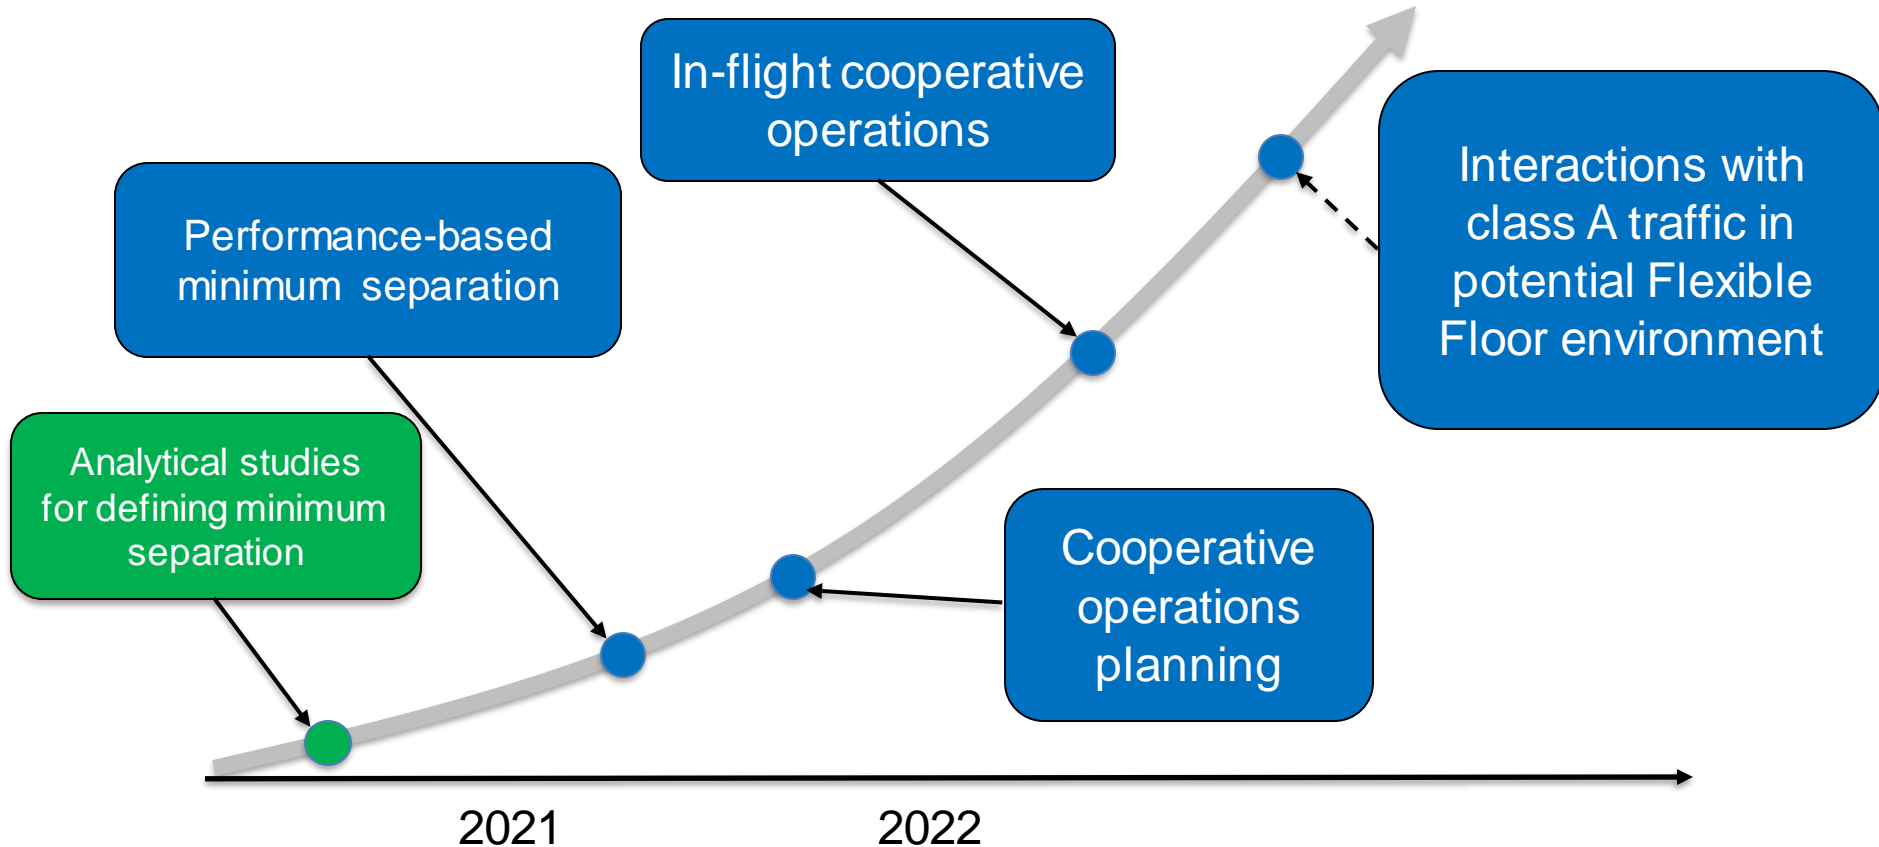 In-flight cooperative
operations
Interactions with
class A traffic in
potential Flexible
Floor environment
Performance-based
minimum separation
Analytical studies
for defining minimum
separation
Cooperative
operations
planning
2021
2022